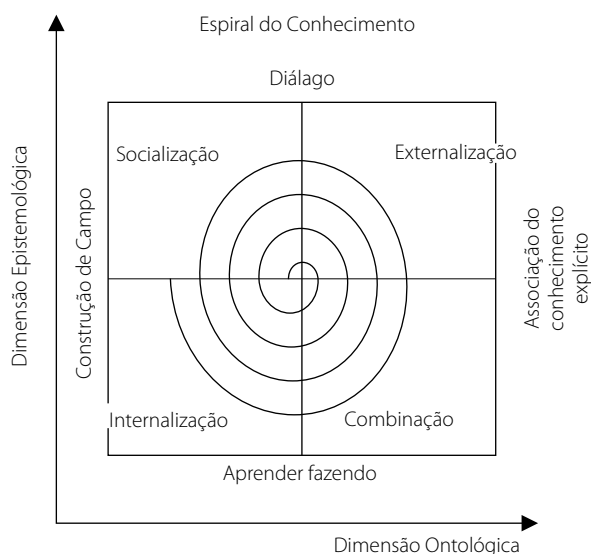 Espiral do Conhecimento
Diálago
Socialização
Externalização
Dimensão Epistemológica
Construção de Campo
Associação do
conhecimento
explícito
Internalização
Combinação
Aprender fazendo
Dimensão Ontológica